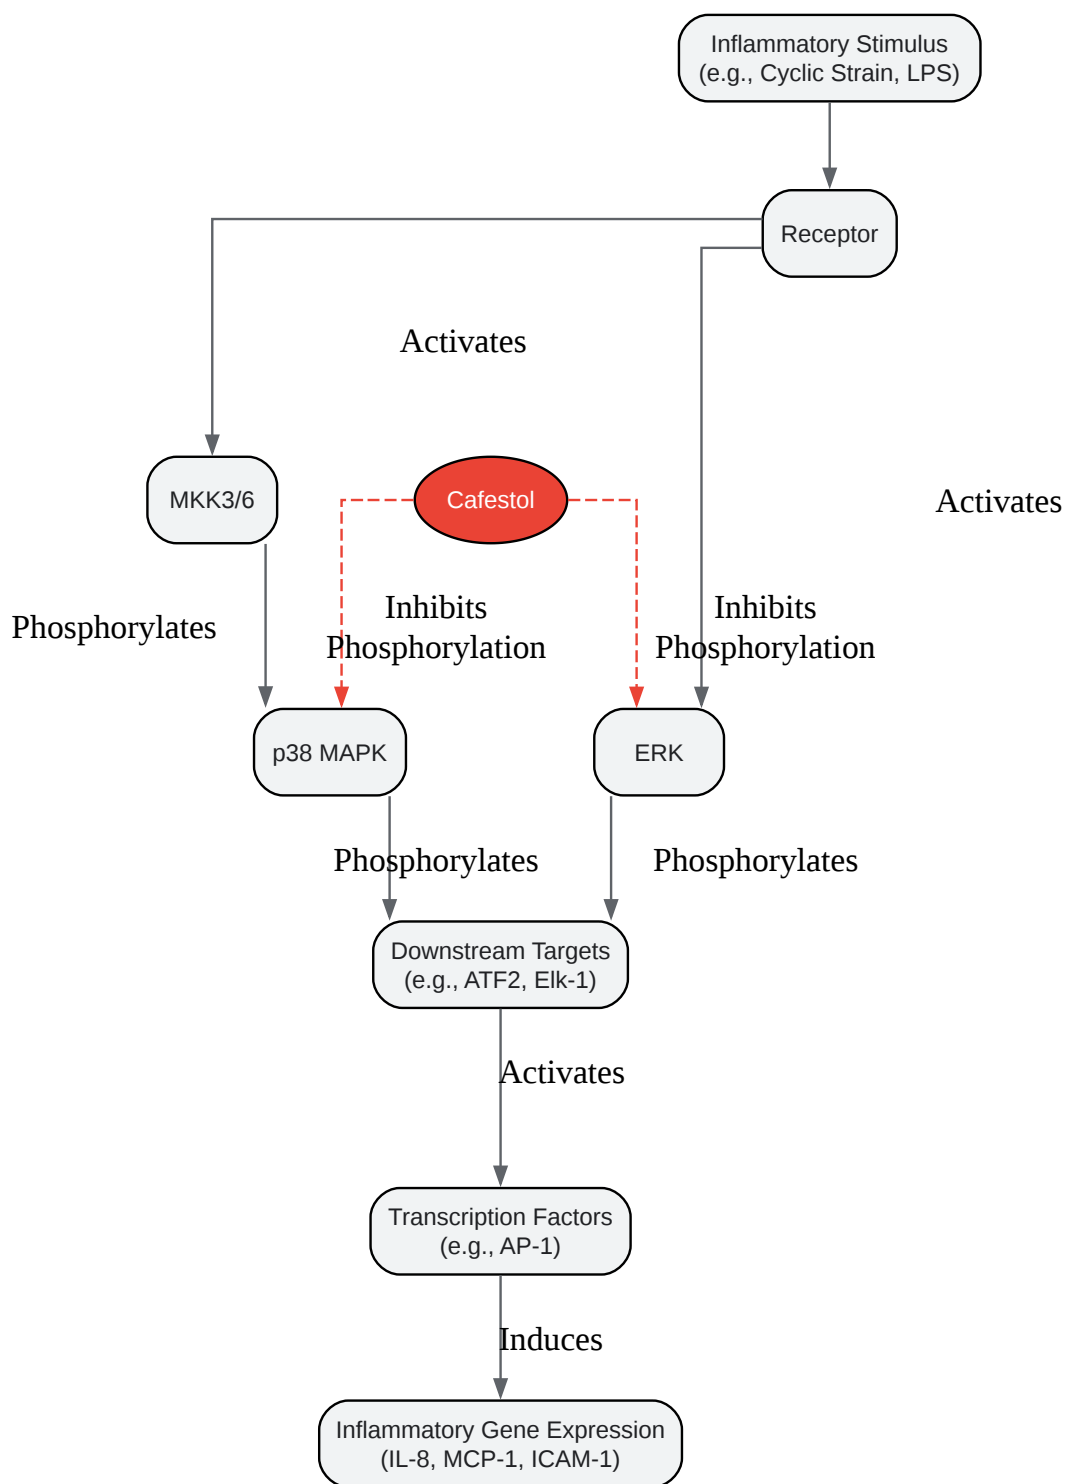 Inflammatory Stimulus
(e.g., Cyclic Strain, LPS)
Receptor
Activates
MKK3/6
Cafestol
Activates
Phosphorylates
Inhibits
Phosphorylation
Inhibits
Phosphorylation
p38 MAPK
ERK
Phosphorylates
Phosphorylates
Downstream Targets
(e.g., ATF2, Elk-1)
Activates
Transcription Factors
(e.g., AP-1)
Induces
Inflammatory Gene Expression
(IL-8, MCP-1, ICAM-1)